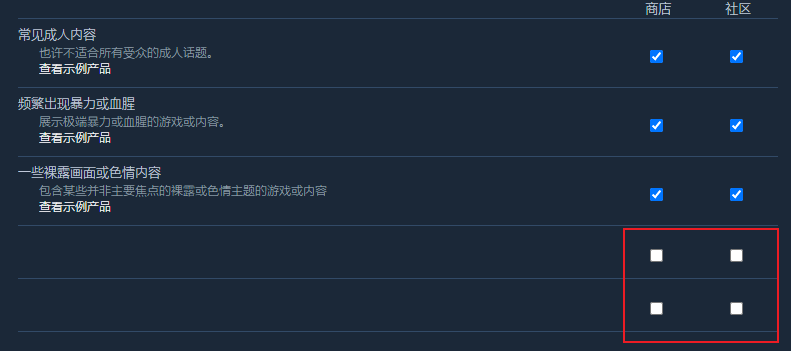 商店 社区
常见成人内容
也许不适合所有受众的成人话题。
查看示例产品
频繁出现暴力或血腥
展示极端暴力或血腥的游戏或内容。
查看示例产品
一些裸露画面或色情内容
包含某些并非主要焦点的裸露或色情主题的游戏或内容
查看示例产品